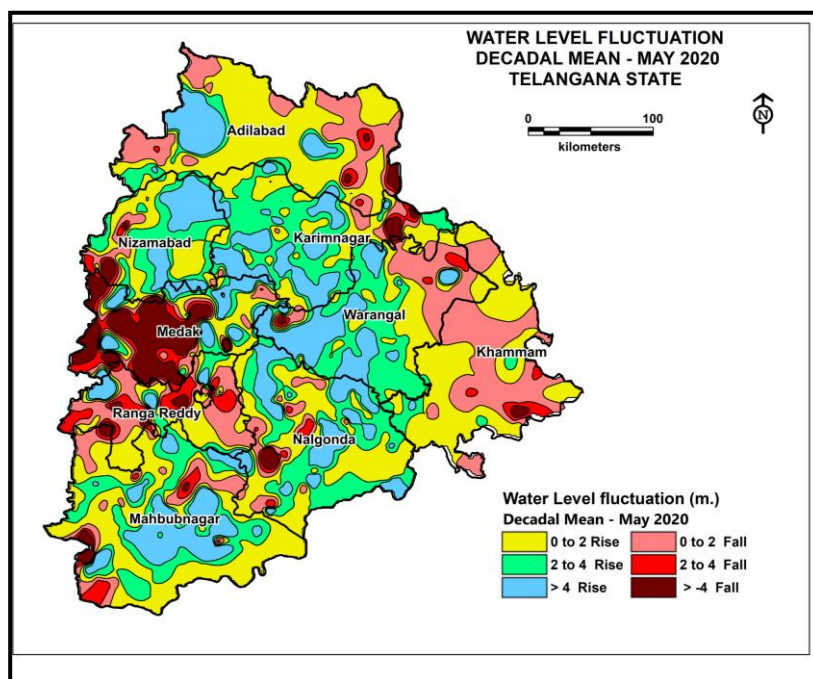 WATER LEVEL FLUCTUATION
DECADAL MEAN - MAY 2020
TELANGANA STATE
N
0 100
kilometers
Adilabad
Nizamabad
Karimnagar
Medak
Warangal
Khammam
Ranga Reddy
Nalgonda
Mahbubnagar
Water Level fluctuation (m.)
Decadal Mean - May 2020
0 to 2 Rise 0 to 2 Fall
2 to 4 Rise 2 to 4 Fall
> 4 Rise > -4 Fall